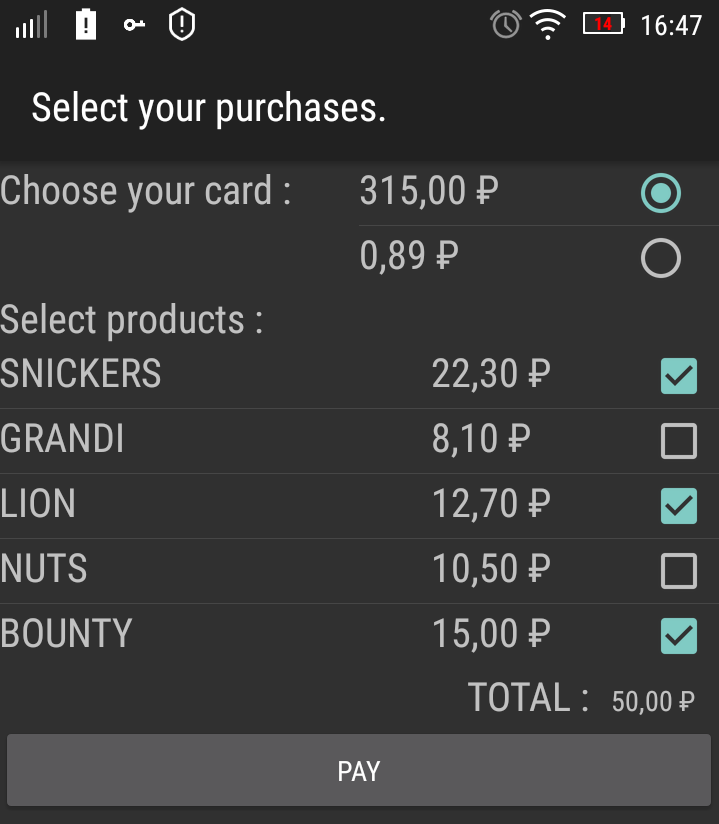 14 16:47
Select your purchases.
Choose your card : 315,00 ₽
0,89 ₽
Select products :
SNICKERS 22,30 ₽
GRANDI 8,10 ₽
LION 12,70 ₽
NUTS 10,50 ₽
BOUNTY 15,00 ₽
TOTAL : 50,00 ₽
PAY